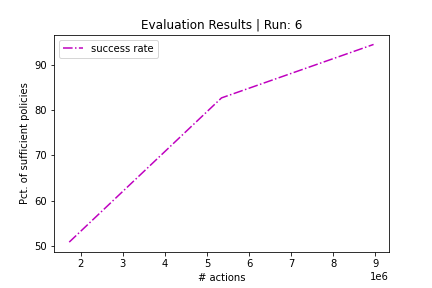 Evaluation Results | Run: 6
success rate
Pct. of sufficient policies
90
80
70
60
50
2 3 4 5 6 7 8 9
1e6
# actions